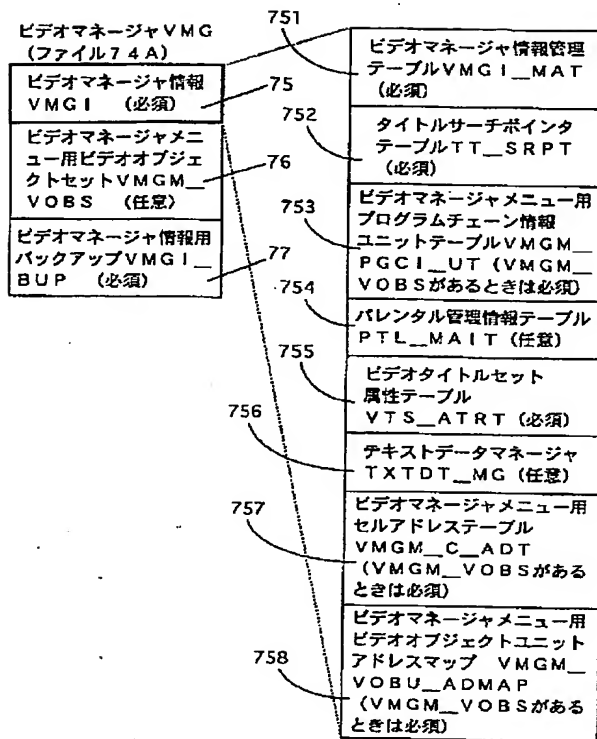 ビデオマネージャVMG
(ファイル74A)
ビデオマネージャ情報
VMGI (必須)
75
ビデオマネージャメニ
ュー用ビデオオブジェ
クトセットVMGM__
VOBS (任意)
76
ビデオマネージャ情報用
バックアップVMGI__
BUP (必須)
77
751
ビデオマネージャ情報管理
テーブルVMGI__MAT
(必須)
752
タイトルサーチポインタ
テーブルTT__SRPT
(必須)
753
ビデオマネージャメニュー用
プログラムチェーン情報
ユニットテーブルVMGM__
PGCI__UT (VMGM__
VOBSがあるときは必須)
754
パレンタル管理情報テーブル
PTL__MAIT (任意)
755
ビデオタイトルセット
属性テーブル
VTS__ATRT (必須)
756
テキストデータマネージャ
TXTDT__MG (任意)
757
ビデオマネージャメニュー用
セルアドレステーブル
VMGM__C__ADT
(VMGM__VOBSがある
ときは必須)
758
ビデオマネージャメニュー用
ビデオオブジェクトユニット
アドレスマップ VMGM__
VOBU__ADMAP
(VMGM__VOBSがある
ときは必須)